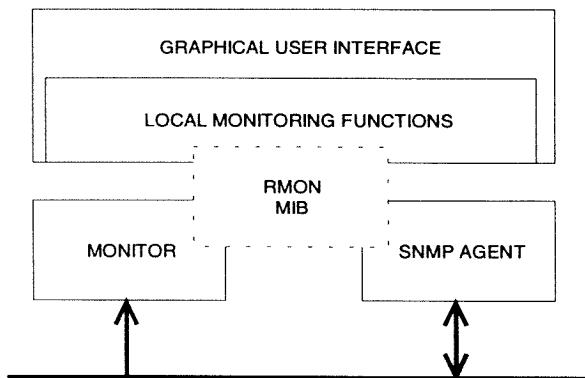 GRAPHICAL USER INTERFACE
LOCAL MONITORING FUNCTIONS
RMON
MIB
MONITOR
SNMP AGENT